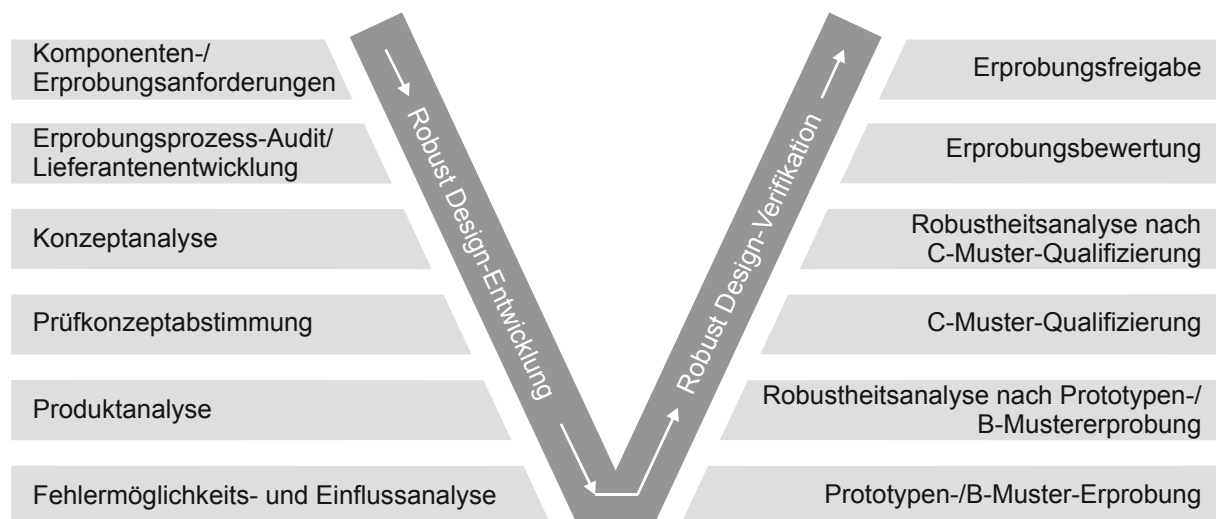 Komponenten-/
Erprobungsanforderungen
Erprobungsprozess-Audit/
Lieferantenentwicklung
Konzeptanalyse
Prüfkonzeptabstimmung
Produktanalyse
Fehlermöglichkeits- und Einflussanalyse
Robust Design-Entwicklung
Robust Design-Verifikation
Erprobungsfreigabe
Erprobungsbewertung
Robustheitsanalyse nach
C-Muster-Qualifizierung
C-Muster-Qualifizierung
Robustheitsanalyse nach Prototypen-/
B-Mustererprobung
Prototypen-/B-Muster-Erprobung